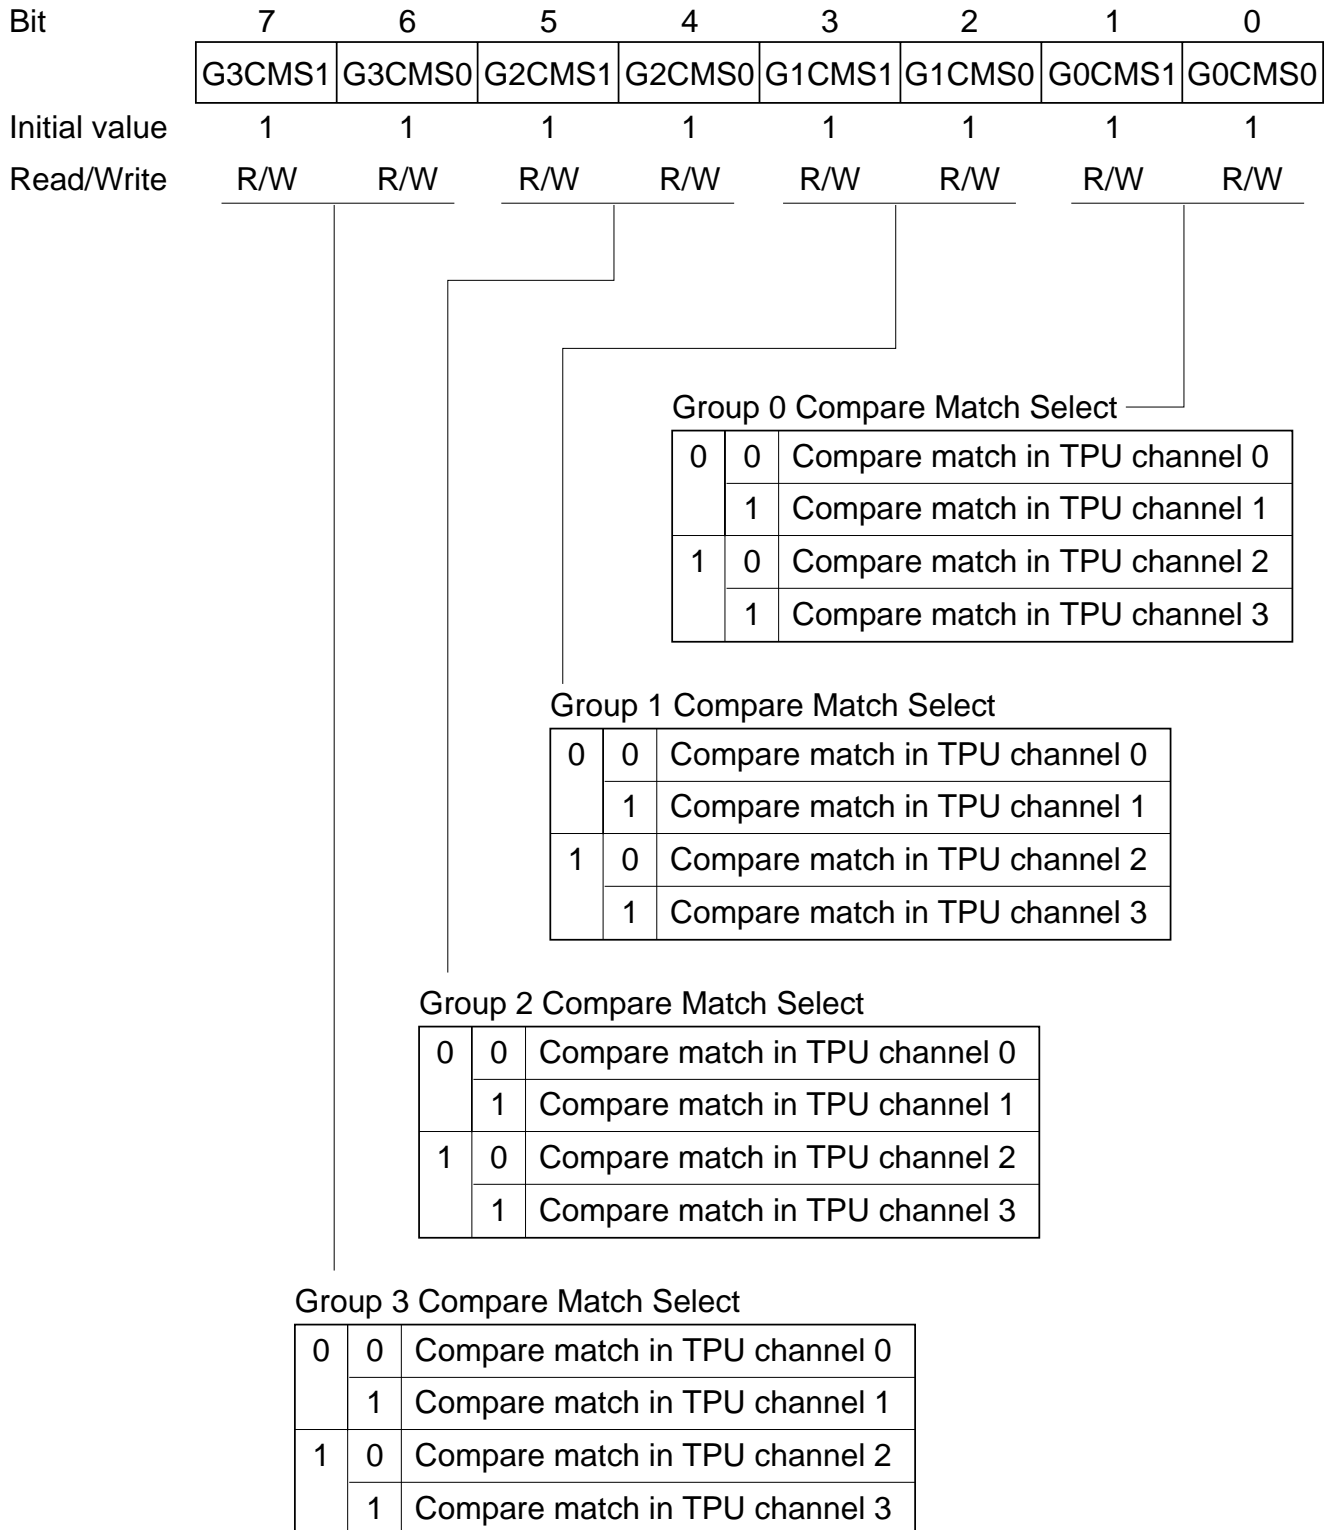 Bit 7 6 5 4 3 2 1 0
G3CMS1 G3CMS0 G2CMS1 G2CMS0 G1CMS1 G1CMS0 G0CMS1 G0CMS0
Initial value 1 1 1 1 1 1 1 1
Read/Write R/W R/W R/W R/W R/W R/W R/W R/W
Group 0 Compare Match Select
0 0 Compare match in TPU channel 0
1 Compare match in TPU channel 1
1 0 Compare match in TPU channel 2
1 Compare match in TPU channel 3
Group 1 Compare Match Select
0 0 Compare match in TPU channel 0
1 Compare match in TPU channel 1
1 0 Compare match in TPU channel 2
1 Compare match in TPU channel 3
Group 2 Compare Match Select
0 0 Compare match in TPU channel 0
1 Compare match in TPU channel 1
1 0 Compare match in TPU channel 2
1 Compare match in TPU channel 3
Group 3 Compare Match Select
0 0 Compare match in TPU channel 0
1 Compare match in TPU channel 1
1 0 Compare match in TPU channel 2
1 Compare match in TPU channel 3